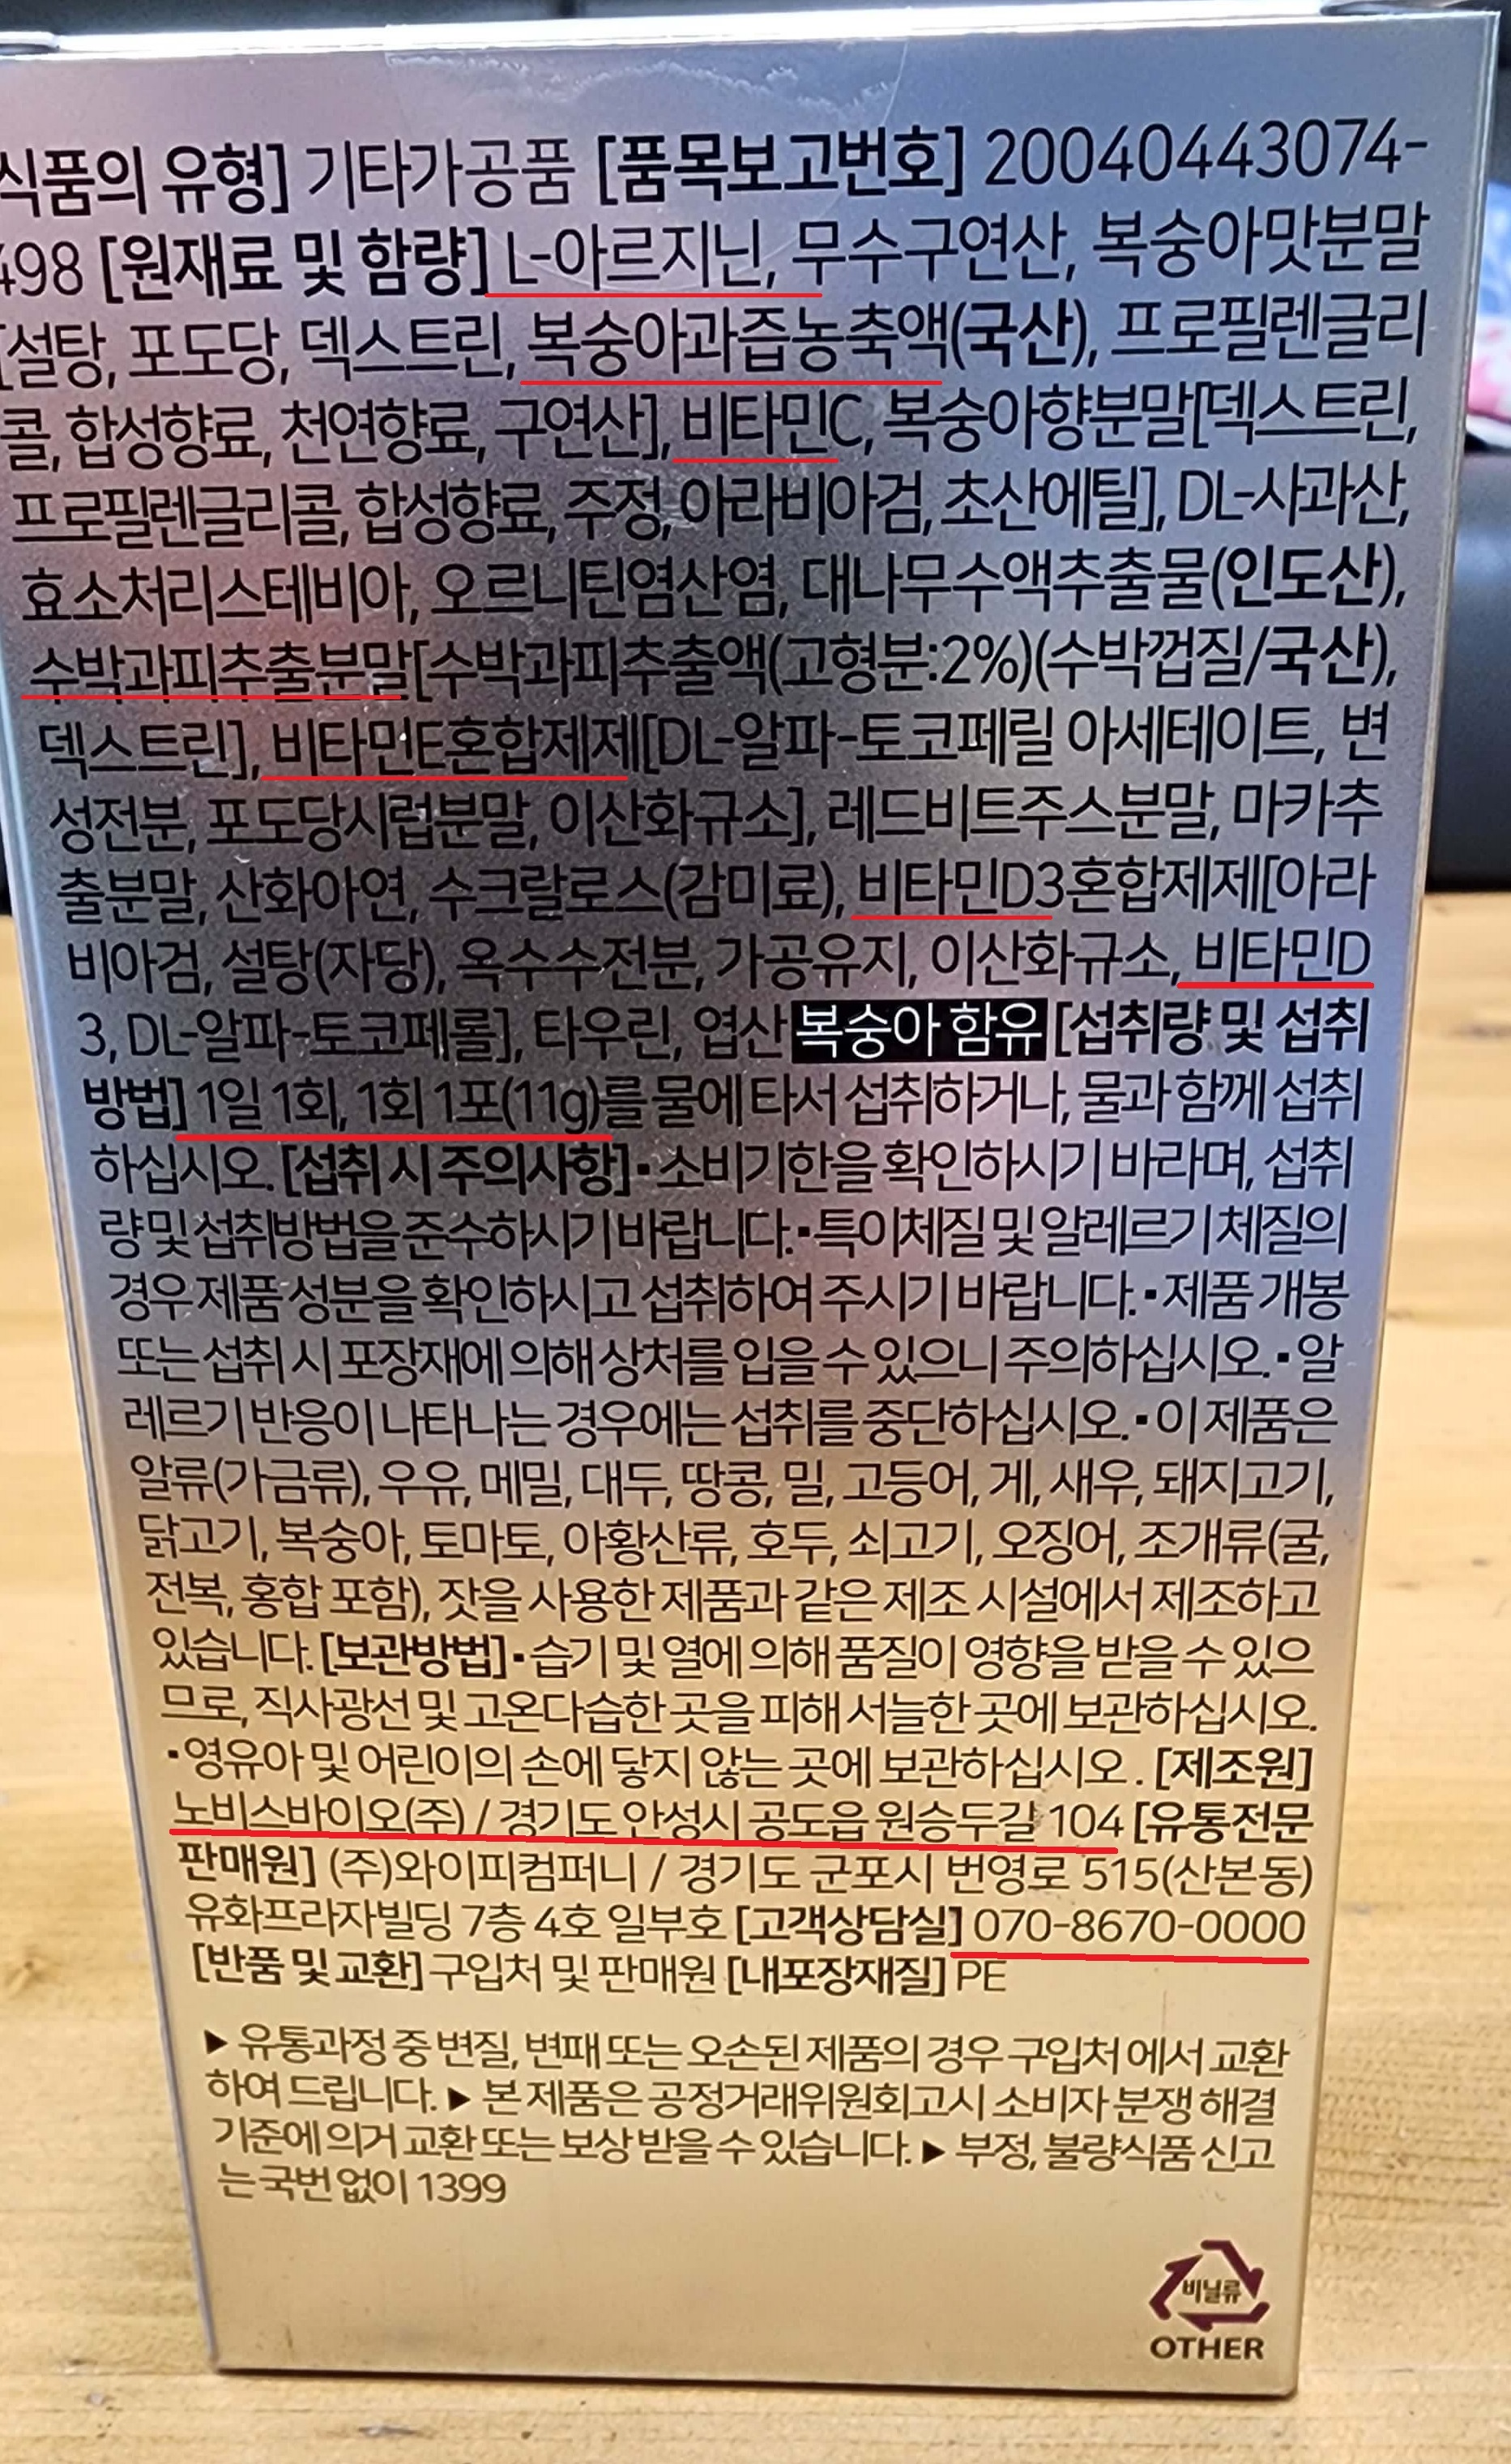 식품의 유형] 기타가공품 [품목보고번호] 20040443074-
498 [원재료 및 함량] L-아르지닌, 무수구연산, 복숭아맛분말
[설탕, 포도당, 덱스트린, 복숭아과즙농축액(국산), 프로필렌글리
콜, 합성향료, 천연향료, 구연산], 비타민C, 복숭아향분말[덱스트린,
프로필렌글리콜, 합성향료, 주정, 아라비아검, 초산에틸], DL-사과산,
효소처리스테비아, 오르니틴염산염, 대나무수액추출물(인도산),
수박과피추출분말[수박과피추출액(고형분:2%)(수박껍질/국산),
덱스트린], 비타민E혼합제제[DL-알파-토코페릴 아세테이트, 변
성전분, 포도당시럽분말, 이산화규소], 레드비트주스분말, 마카추
출분말, 산화아연, 수크랄로스(감미료), 비타민D3혼합제제[아라
비아검, 설탕(자당), 옥수수전분, 가공유지, 이산화규소, 비타민D
3, DL-알파-토코페롤], 타우린, 엽산 복숭아 함유 [섭취량 및 섭취
방법] 1일 1회, 1회 1포(11g)를 물에 타서 섭취하거나, 물과 함께 섭취
하십시오. [섭취 시 주의사항] ▪ 소비기한을 확인하시기 바라며, 섭취
량 및 섭취방법을 준수하시기 바랍니다. ▪ 특이체질 및 알레르기 체질의
경우 제품 성분을 확인하시고 섭취하여 주시기 바랍니다. ▪ 제품 개봉
또는 섭취 시 포장재에 의해 상처를 입을 수 있으니 주의하십시오. ▪ 알
레르기 반응이 나타나는 경우에는 섭취를 중단하십시오. ▪ 이 제품은
알류(가금류), 우유, 메밀, 대두, 땅콩, 밀, 고등어, 게, 새우, 돼지고기,
닭고기, 복숭아, 토마토, 아황산류, 호두, 쇠고기, 오징어, 조개류(굴,
전복, 홍합 포함), 잣을 사용한 제품과 같은 제조 시설에서 제조하고
있습니다. [보관방법] ▪ 습기 및 열에 의해 품질이 영향을 받을 수 있으
므로, 직사광선 및 고온다습한 곳을 피해 서늘한 곳에 보관하십시오.
▪ 영유아 및 어린이의 손에 닿지 않는 곳에 보관하십시오. [제조원]
노비스바이오(주) / 경기도 안성시 공도읍 원승두길 104 [유통전문
판매원] (주)와이피컴퍼니 / 경기도 군포시 번영로 515(산본동)
유화프라자빌딩 7층 4호 일부호 [고객상담실] 070-8670-0000
[반품 및 교환] 구입처 및 판매원 [내포장재질] PE
▶ 유통과정 중 변질, 변패 또는 오손된 제품의 경우 구입처 에서 교환
하여 드립니다. ▶ 본 제품은 공정거래위원회고시 소비자 분쟁 해결
기준에 의거 교환 또는 보상 받을 수 있습니다. ▶ 부정, 불량식품 신고
는 국번 없이 1399
비닐류
OTHER